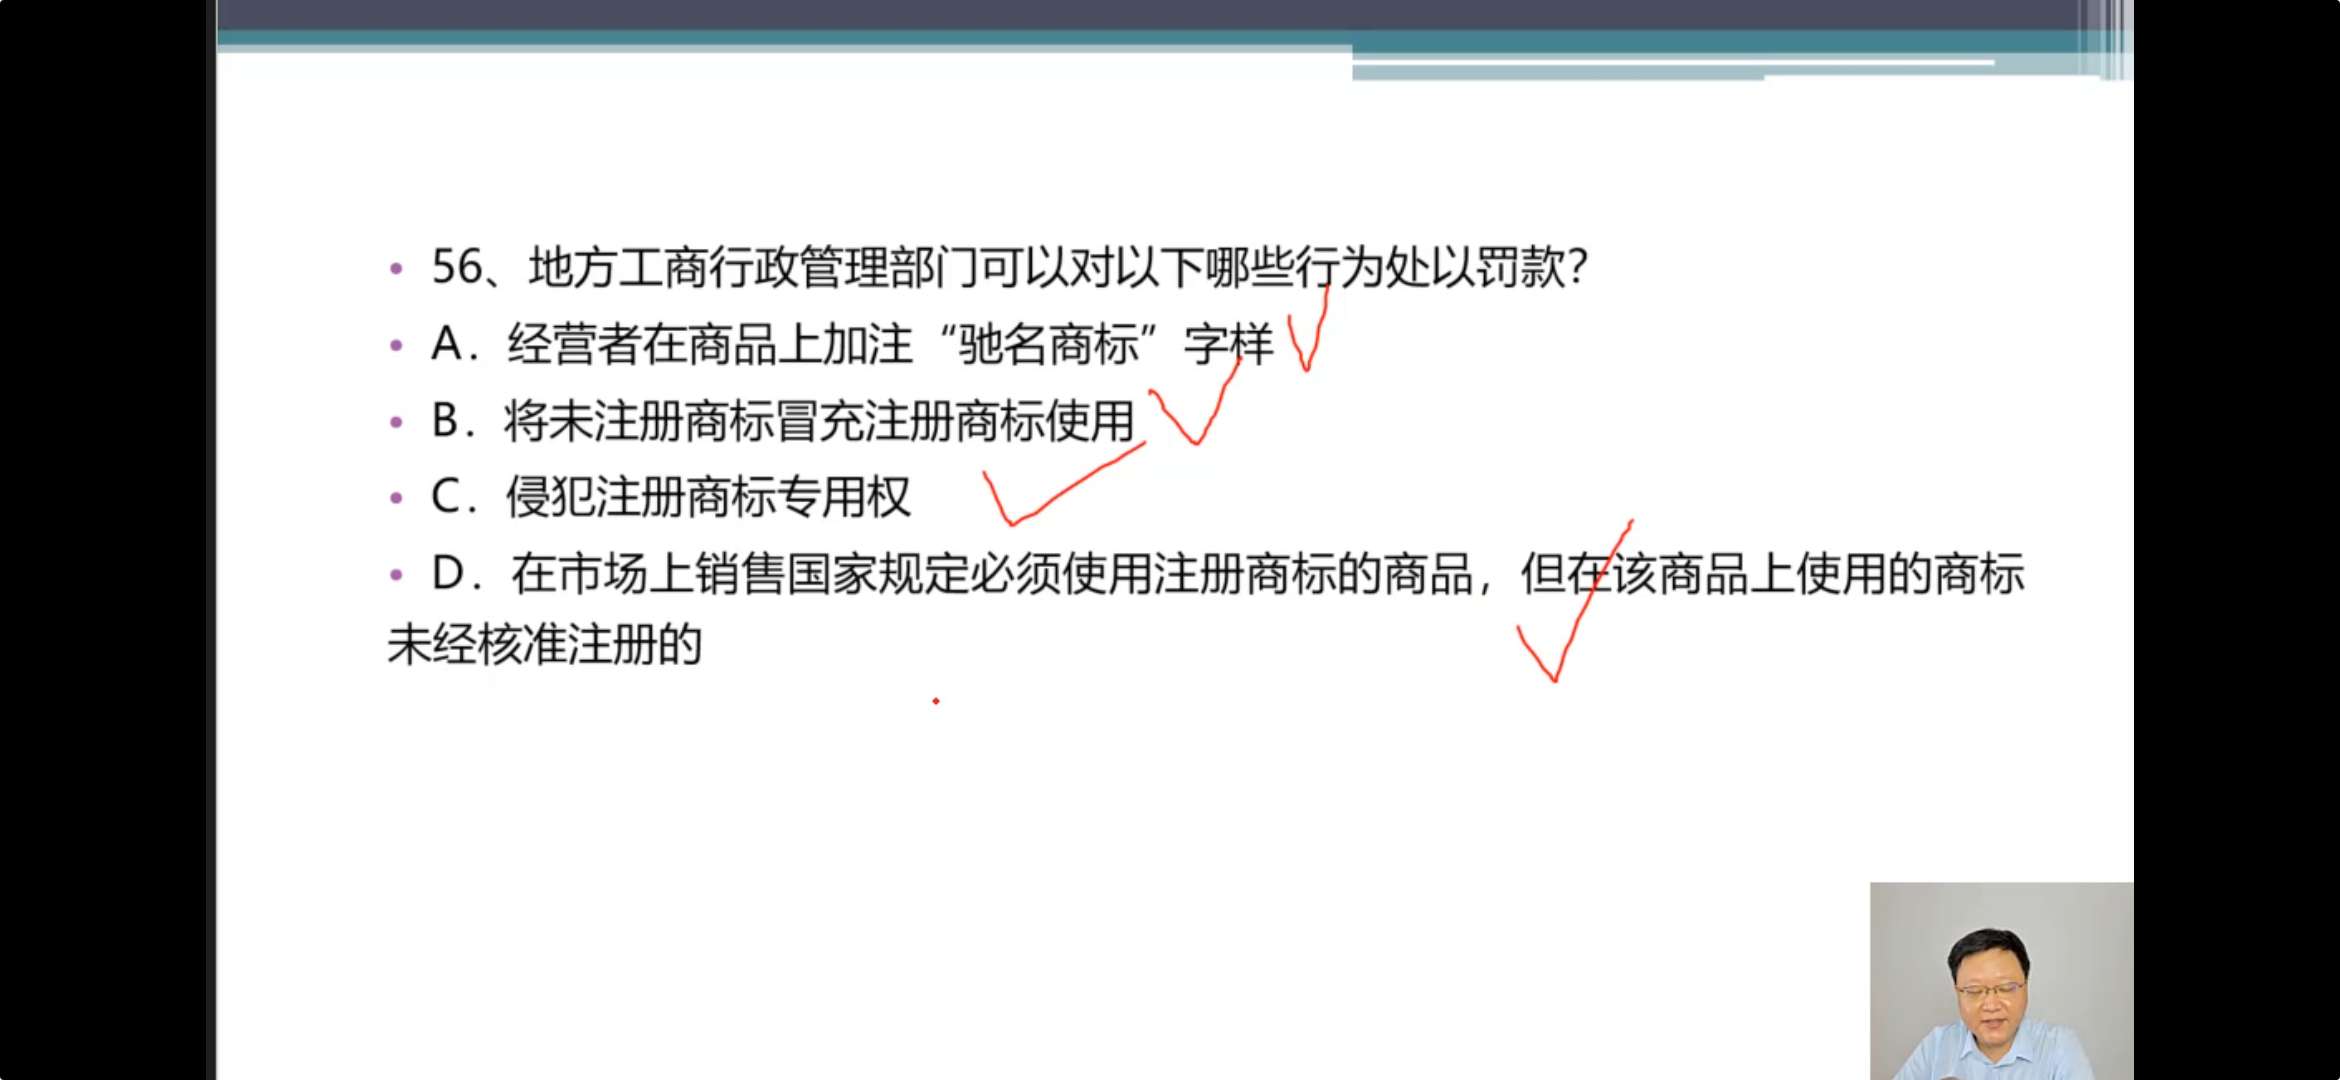 56、地方工商行政管理部门可以对以下哪些行为处以罚款?
A．经营者在商品上加注“驰名商标”字样
B．将未注册商标冒充注册商标使用
C．侵犯注册商标专用权
D．在市场上销售国家规定必须使用注册商标的商品，但在该商品上使用的商标
未经核准注册的